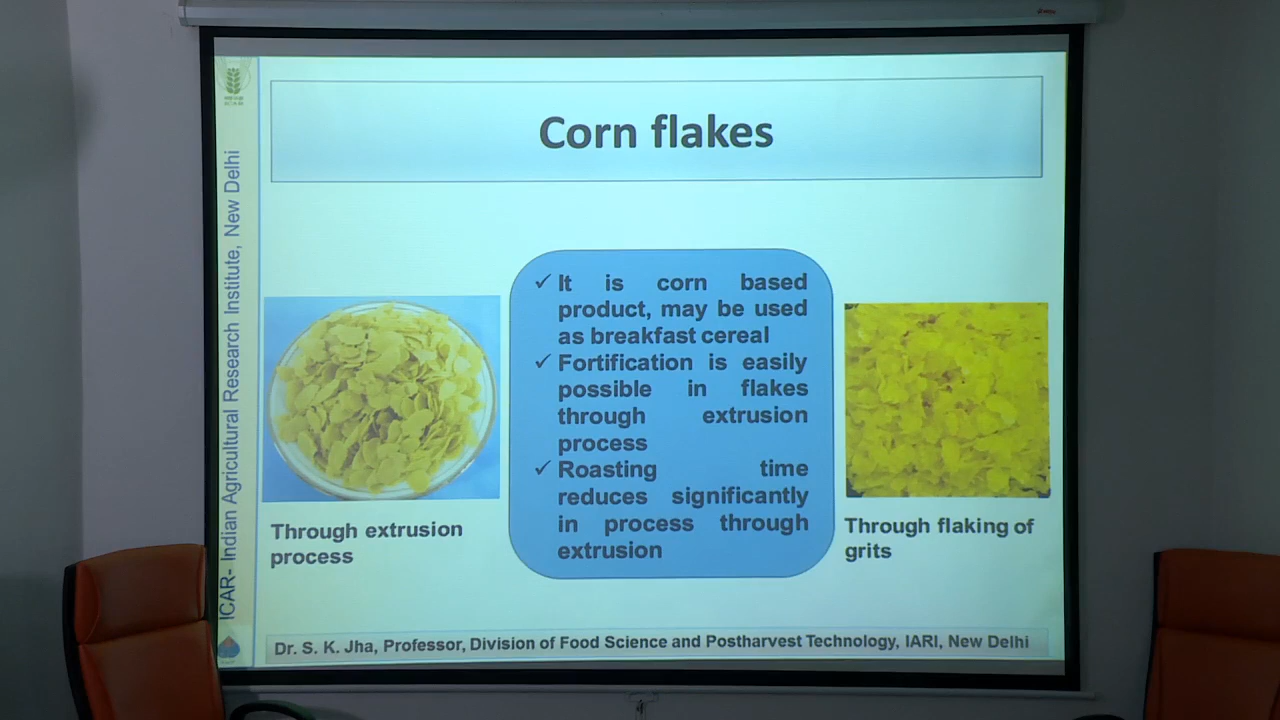 Corn flakes
ICAR- Indian Agricultural Research Institute, New Delhi
✓ It is corn based
product, may be used
as breakfast cereal
✓ Fortification is easily
possible in flakes
through extrusion
process
✓ Roasting time
reduces significantly
in process through
extrusion
Through extrusion
process
Through flaking of
grits
Dr. S. K. Jha, Professor, Division of Food Science and Postharvest Technology, IARI, New Delhi